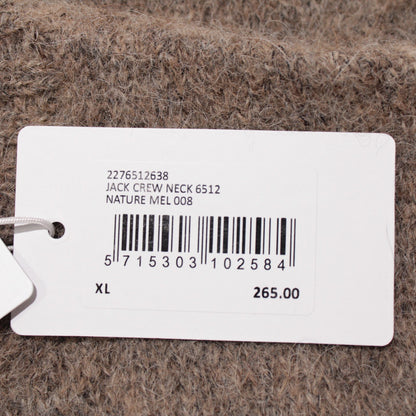 2276512638
JACK CREW NECK 6512
NATURE MEL 008
5 715303 102584
XL 265.00